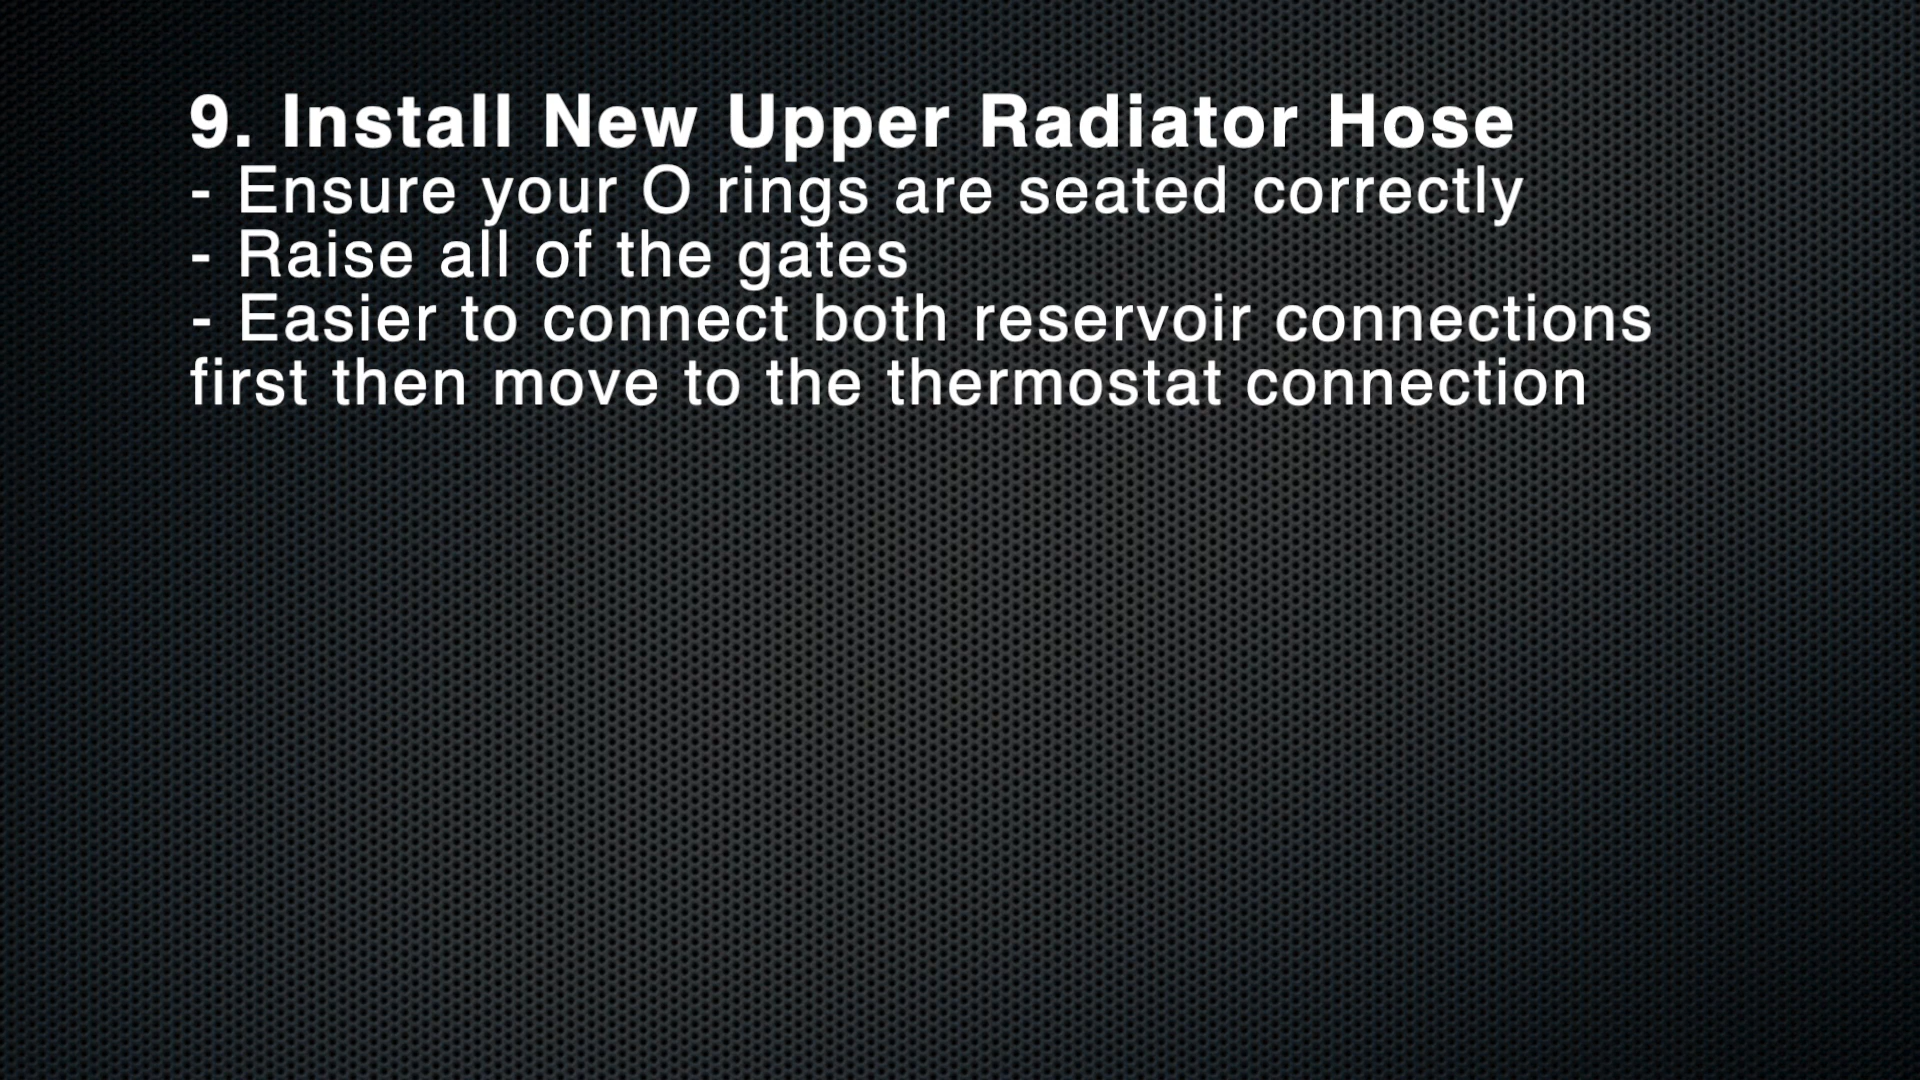 9. Install New Upper Radiator Hose
- Ensure your O rings are seated correctly
- Raise all of the gates
- Easier to connect both reservoir connections
first then move to the thermostat connection